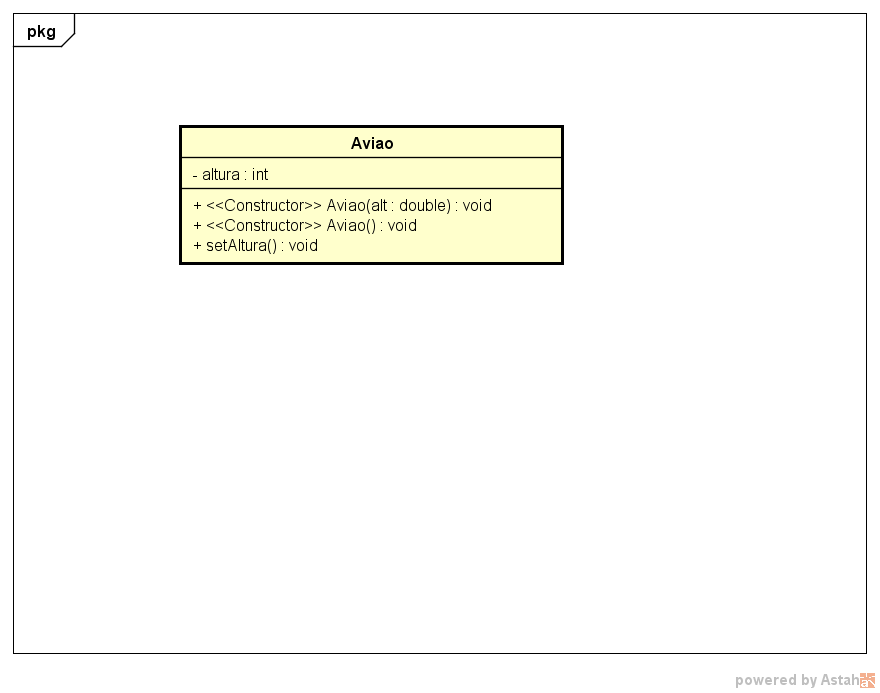 pkg
Aviao
- altura : int
+ <<Constructor>> Aviao(alt : double) : void
+ <<Constructor>> Aviao() : void
+ setAltura() : void
powered by Astah